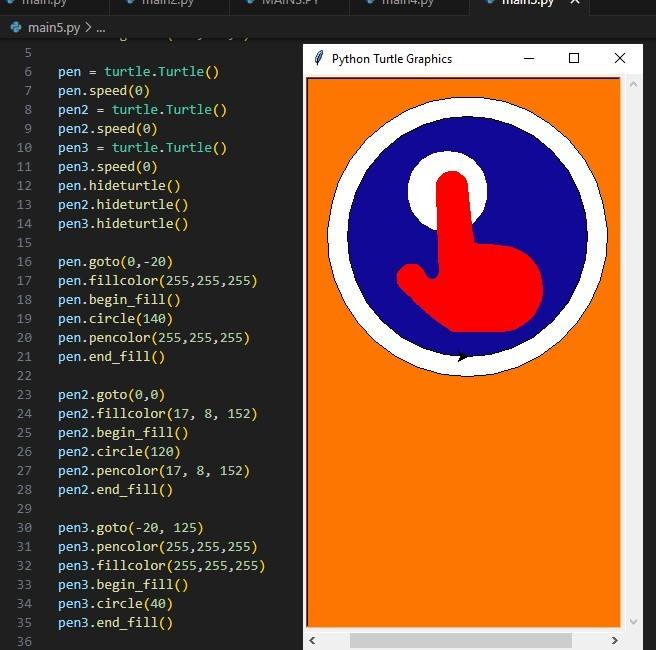 main.py main2.py MAIN3.PY main4.py main5.py
main5.py > ...
5
6 pen = turtle.Turtle()
7 pen.speed(0)
8 pen2 = turtle.Turtle()
9 pen2.speed(0)
10 pen3 = turtle.Turtle()
11 pen3.speed(0)
12 pen.hideturtle()
13 pen2.hideturtle()
14 pen3.hideturtle()
15
16 pen.goto(0,-20)
17 pen.fillcolor(255,255,255)
18 pen.begin_fill()
19 pen.circle(140)
20 pen.pencolor(255,255,255)
21 pen.end_fill()
22
23 pen2.goto(0,0)
24 pen2.fillcolor(17, 8, 152)
25 pen2.begin_fill()
26 pen2.circle(120)
27 pen2.pencolor(17, 8, 152)
28 pen2.end_fill()
29
30 pen3.goto(-20, 125)
31 pen3.pencolor(255,255,255)
32 pen3.fillcolor(255,255,255)
33 pen3.begin_fill()
34 pen3.circle(40)
35 pen3.end_fill()
36
Python Turtle Graphics